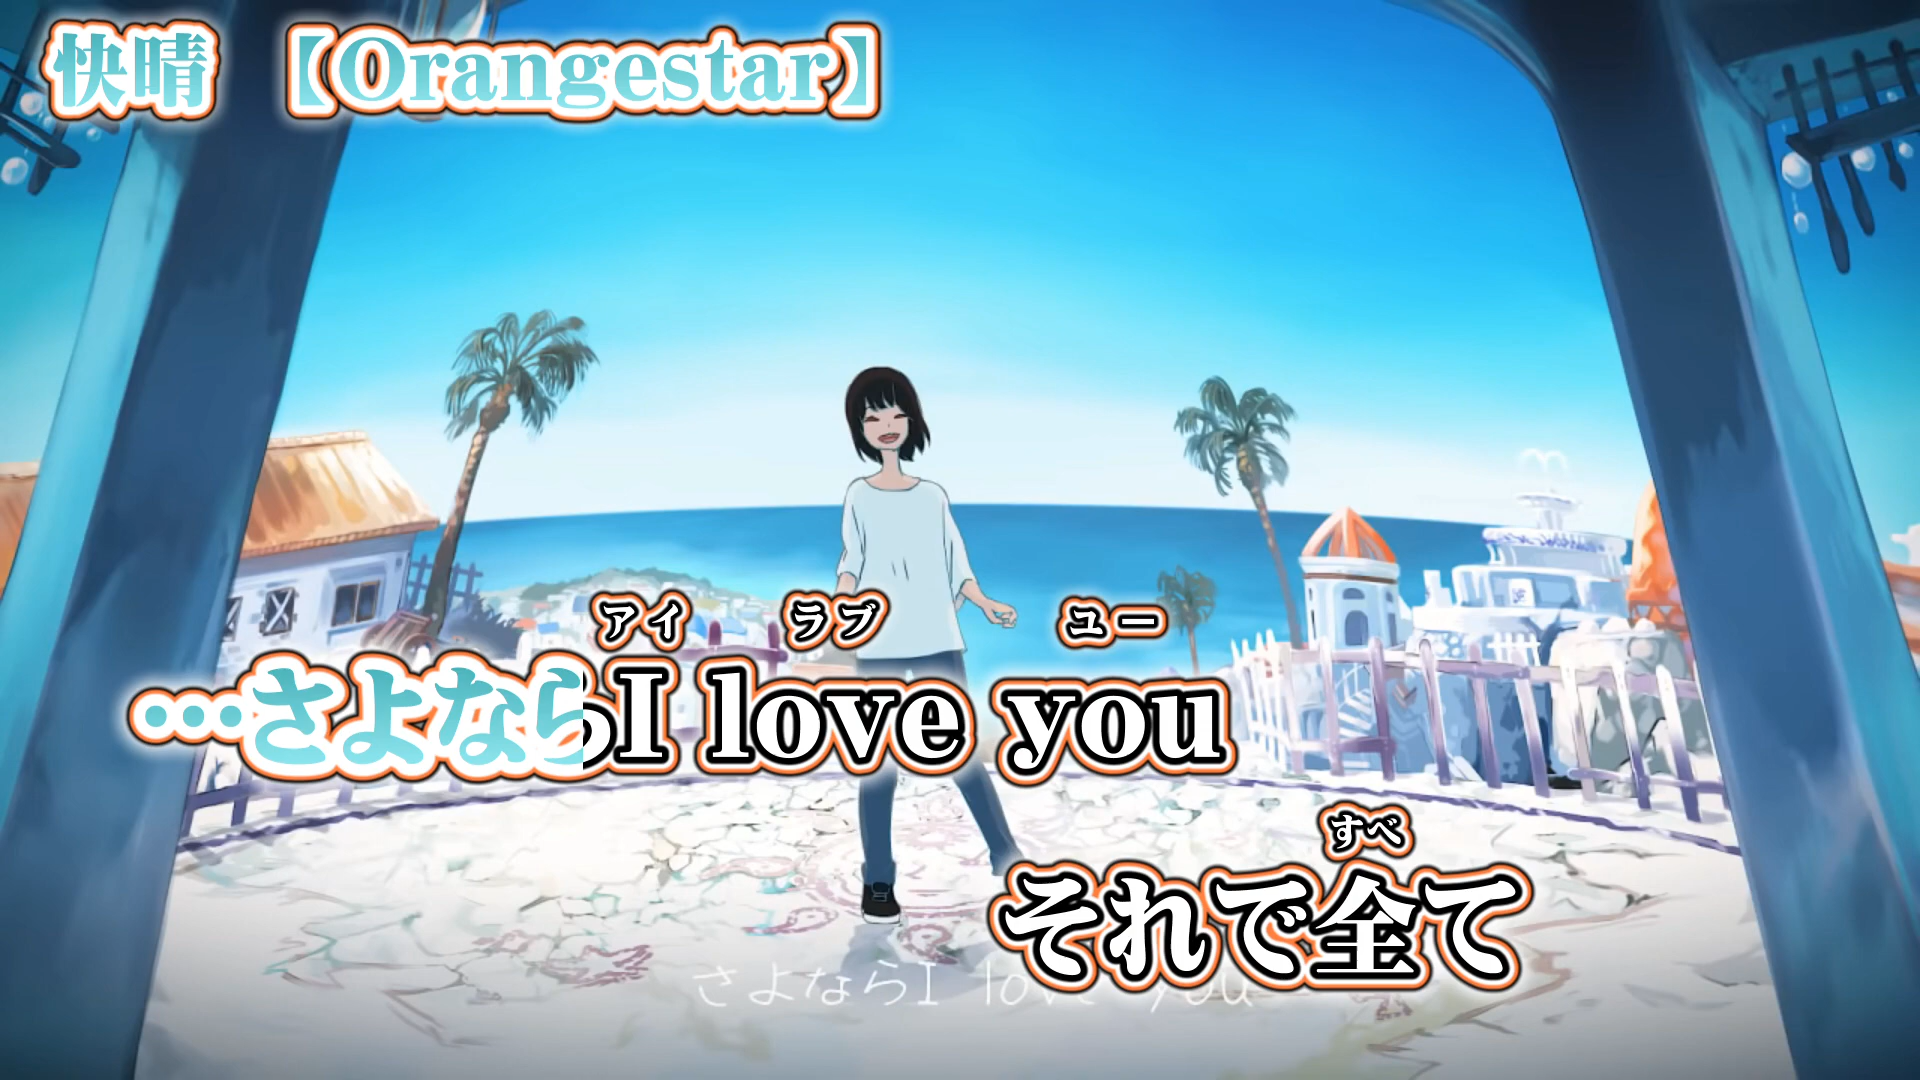 快晴 【Orangestar】
アイ ラブ ユー
…さよならI love you
すべ
それで全て
さよならI love you